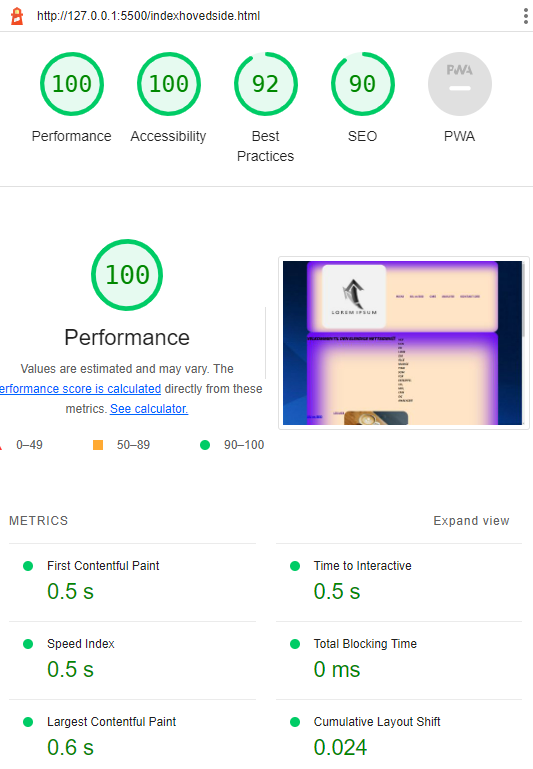 http://127.0.0.1:5500/indexhovedside.html
100 100 92 90 PWA
Performance Accessibility Best Practices SEO PWA
100
Performance
Values are estimated and may vary. The
erformance score is calculated directly from these
metrics. See calculator.
0–49 50–89 90–100
LOREM IPSUM
METRICS Expand view
First Contentful Paint Time to Interactive
0.5 s 0.5 s
Speed Index Total Blocking Time
0.5 s 0 ms
Largest Contentful Paint Cumulative Layout Shift
0.6 s 0.024